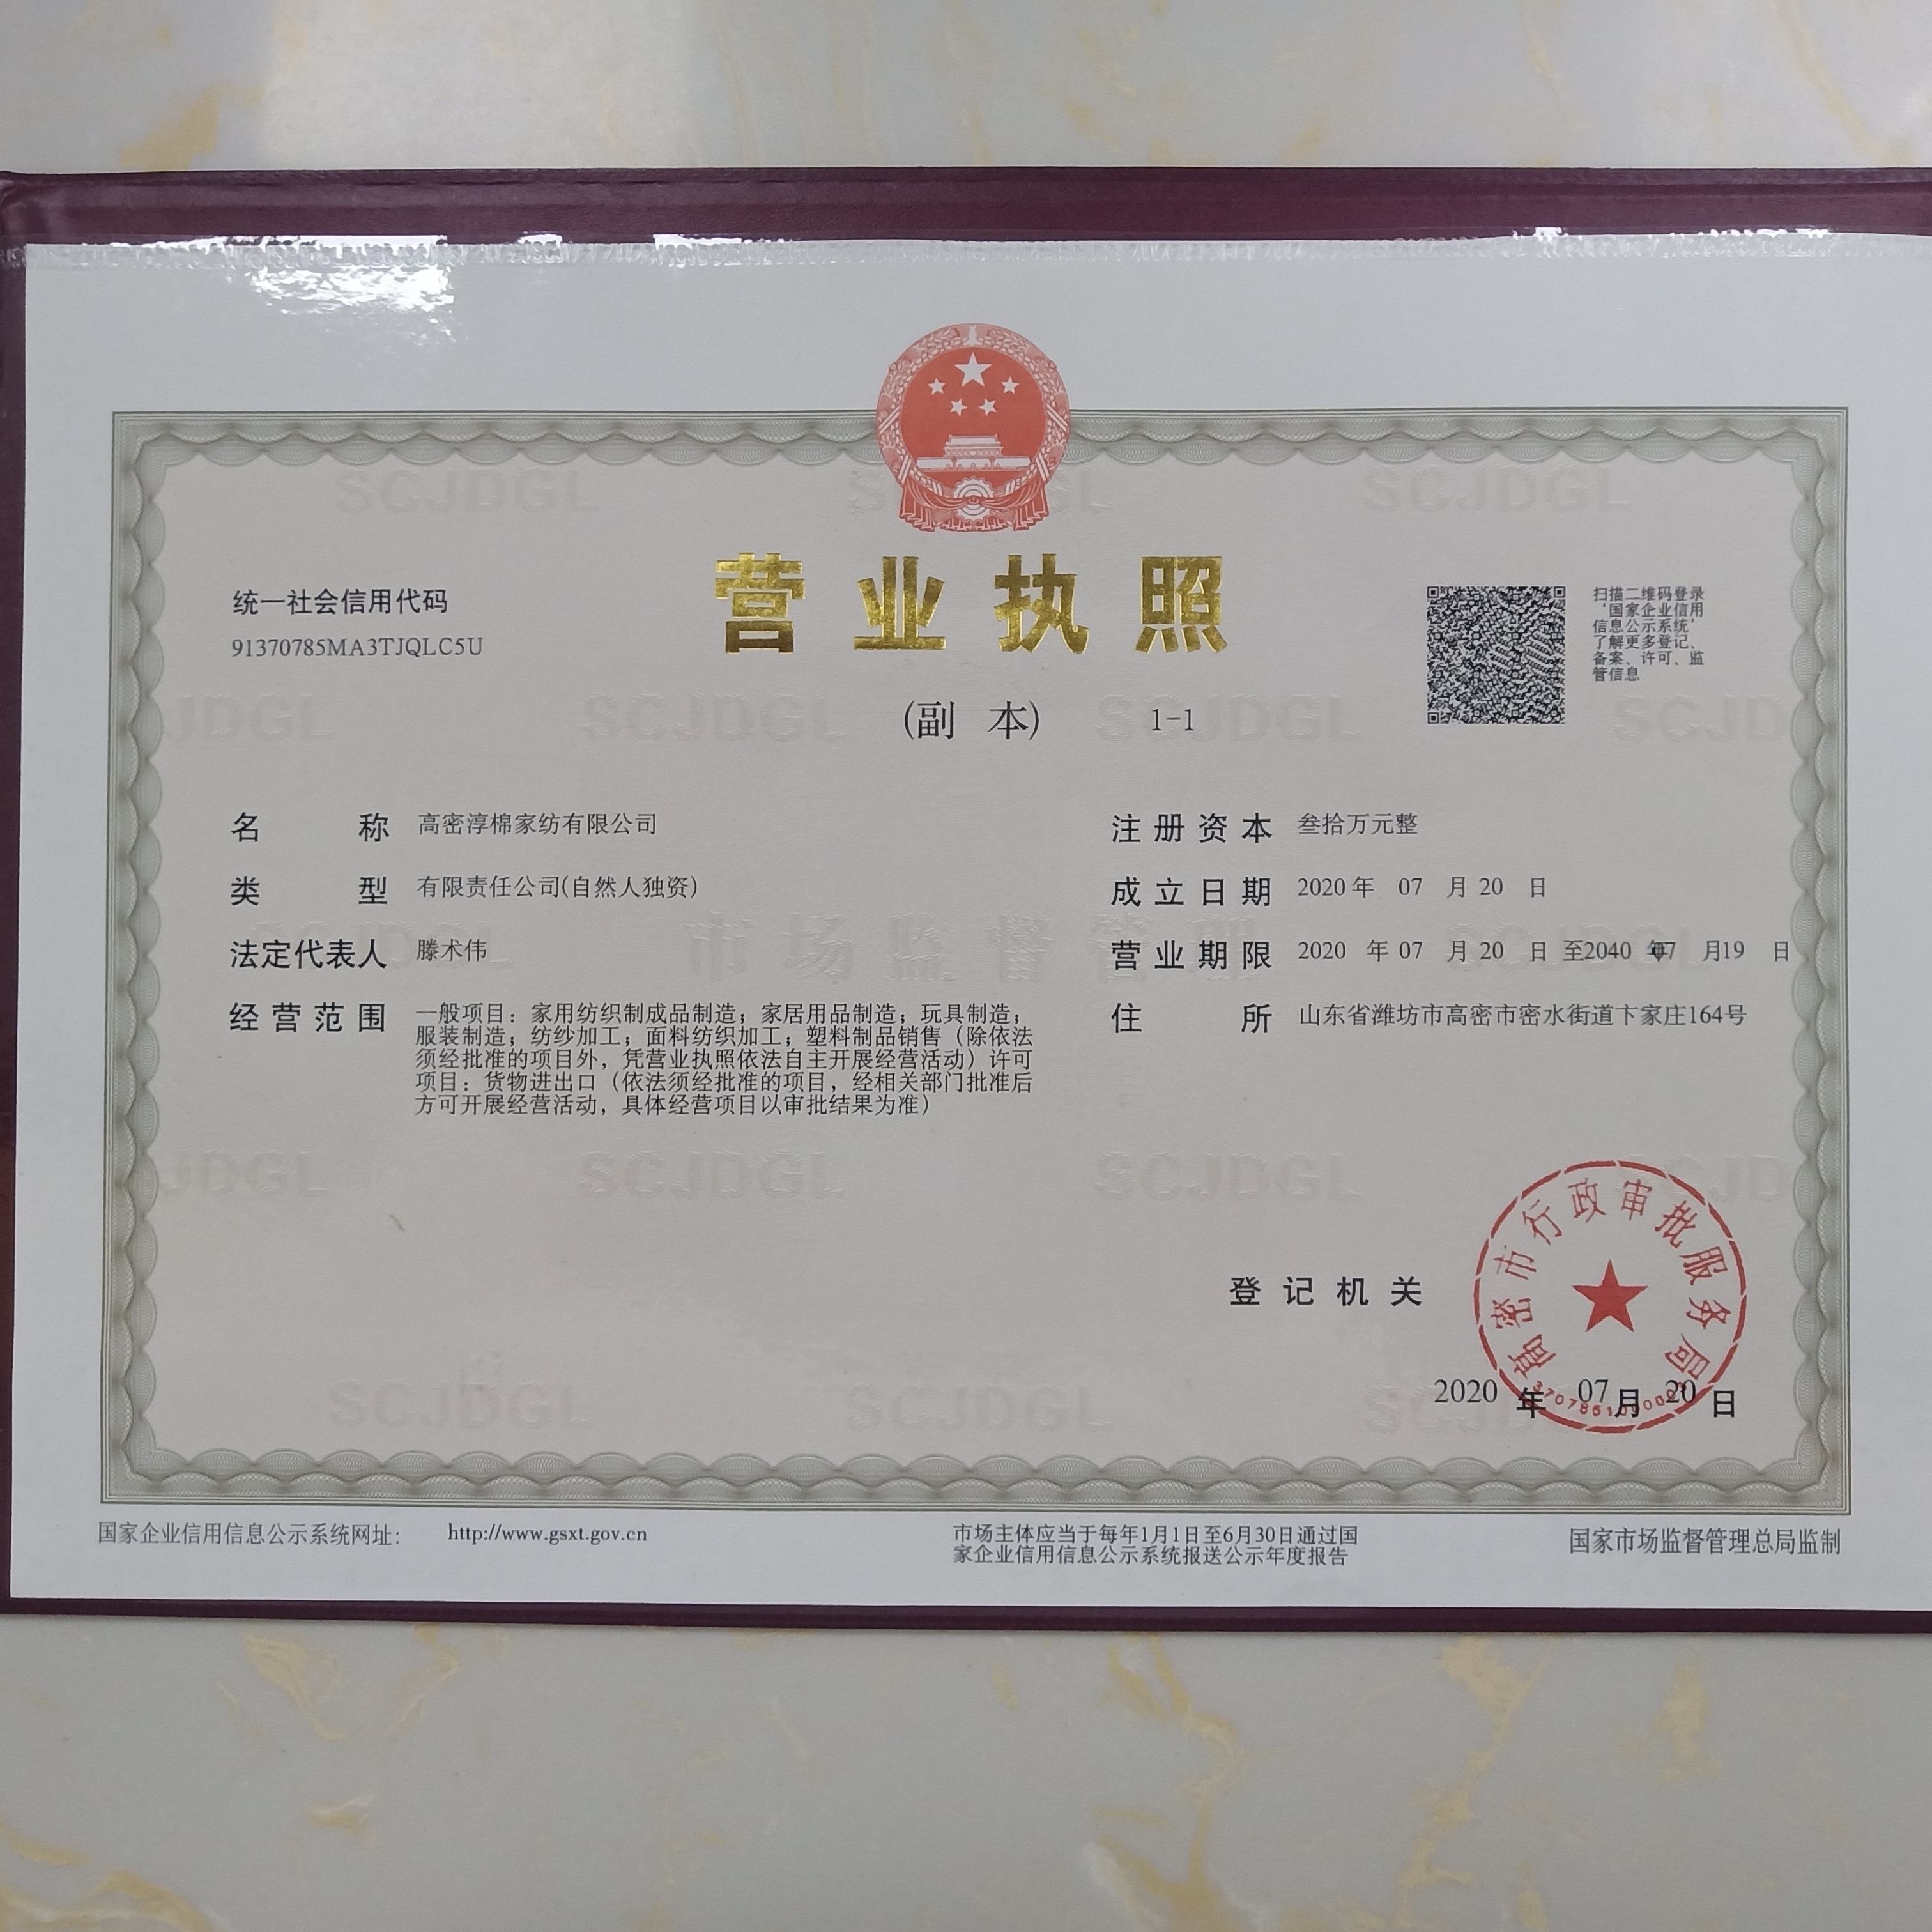 统一社会信用代码
91370785MA3TJQLC5U
营业执照
(副 本) 1-1
扫描二维码登录
‘国家企业信用
信息公示系统’
了解更多登记、
备案、许可、监
管信息
名 称 高密淳棉家纺有限公司
类 型 有限责任公司(自然人独资)
法定代表人 滕术伟
经营范围 一般项目：家用纺织制成品制造；家居用品制造；玩具制造；
服装制造；纺纱加工；面料纺织加工；塑料制品销售（除依法
须经批准的项目外，凭营业执照依法自主开展经营活动）许可
项目：货物进出口（依法须经批准的项目，经相关部门批准后
方可开展经营活动，具体经营项目以审批结果为准）
注册资本 叁拾万元整
成立日期 2020 年 07 月 20 日
营业期限 2020 年 07 月 20 日 至2040 年07 月19 日
住 所 山东省潍坊市高密市密水街道卞家庄164号
登记机关
高密市行政审批服务局
2020 年 07 月 20 日
国家企业信用信息公示系统网址： http://www.gsxt.gov.cn
市场主体应当于每年1月1日至6月30日通过国
家企业信用信息公示系统报送公示年度报告
国家市场监督管理总局监制
SCJDGL
市场监督管理